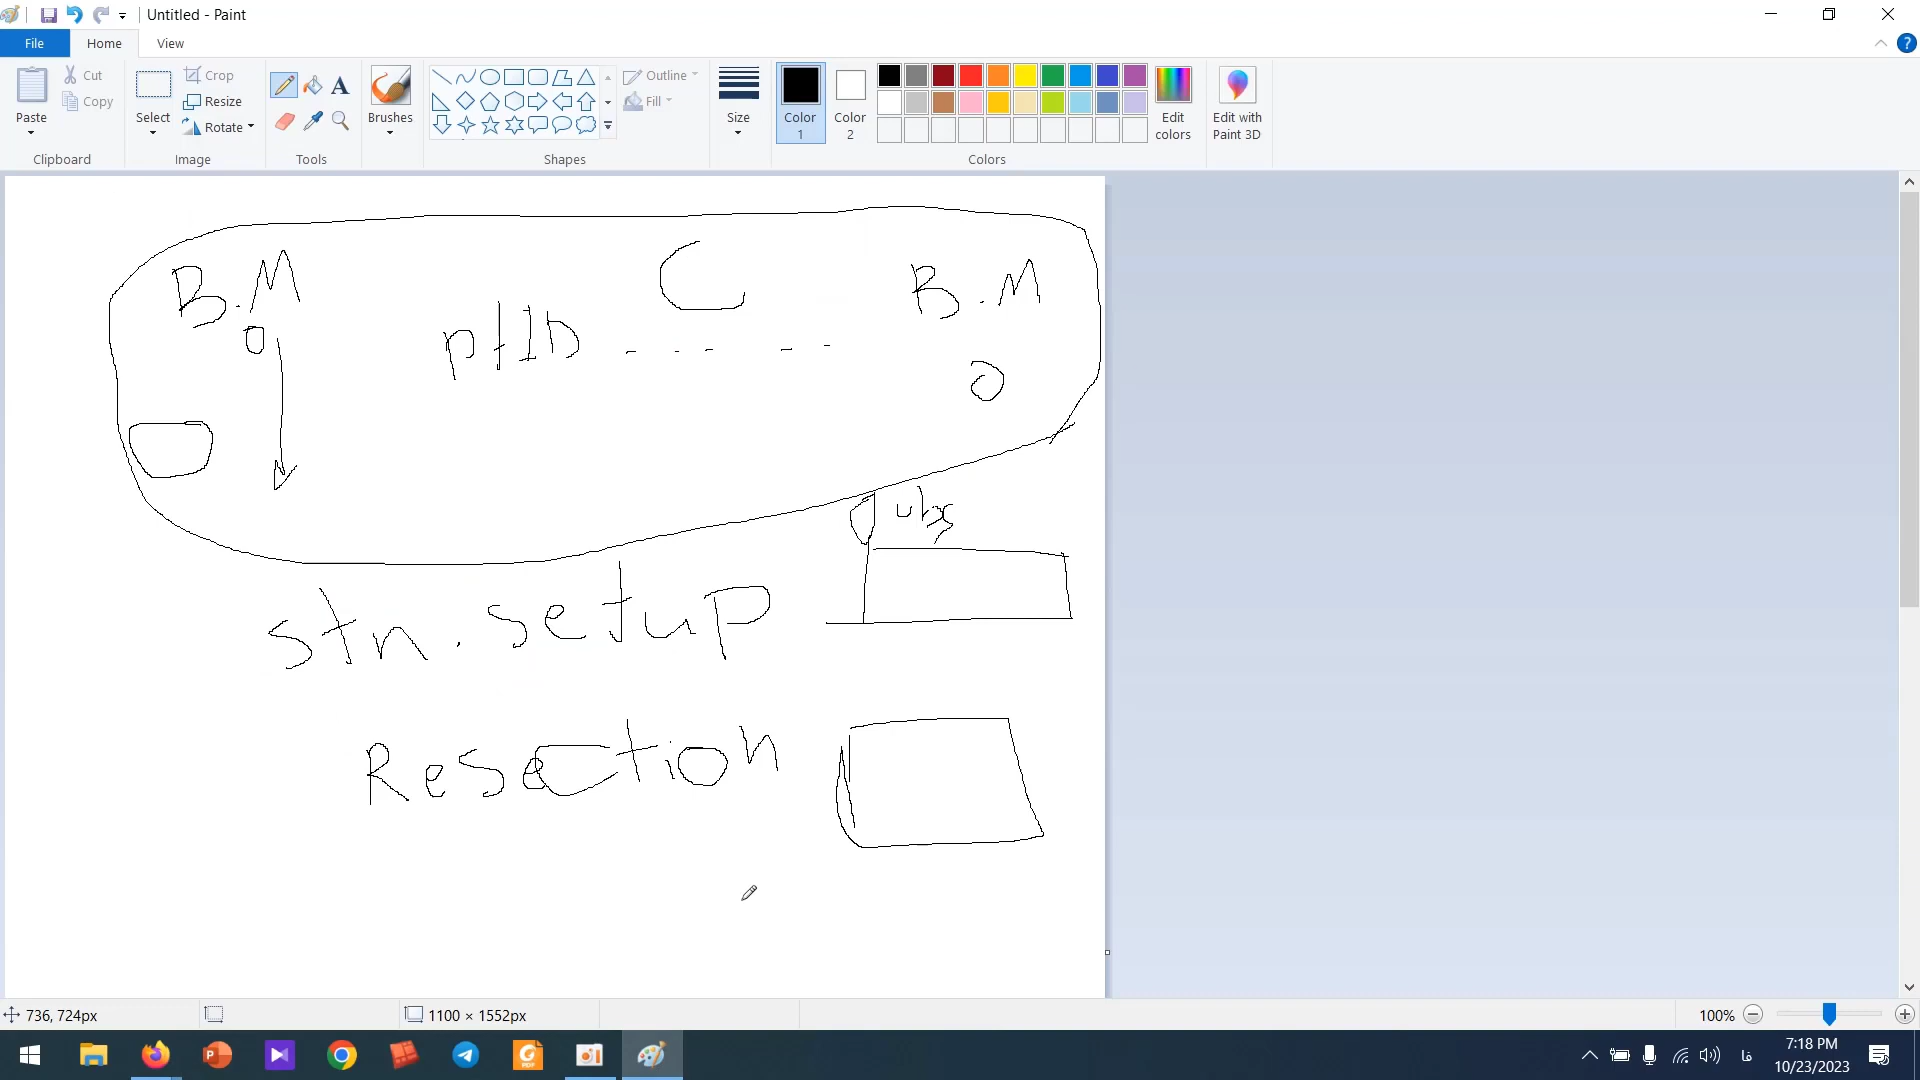 Untitled - Paint
File Home View
Paste Cut Copy Clipboard
Select Crop Resize Rotate Image
Tools
Brushes
Shapes
Outline Fill
Size
Color 1
Color 2
Colors
Edit colors
Edit with Paint 3D
B.M C B.M
ptID
stn.setup
Resection
736, 724px
1100 × 1552px
100%
فا
7:18 PM
10/23/2023